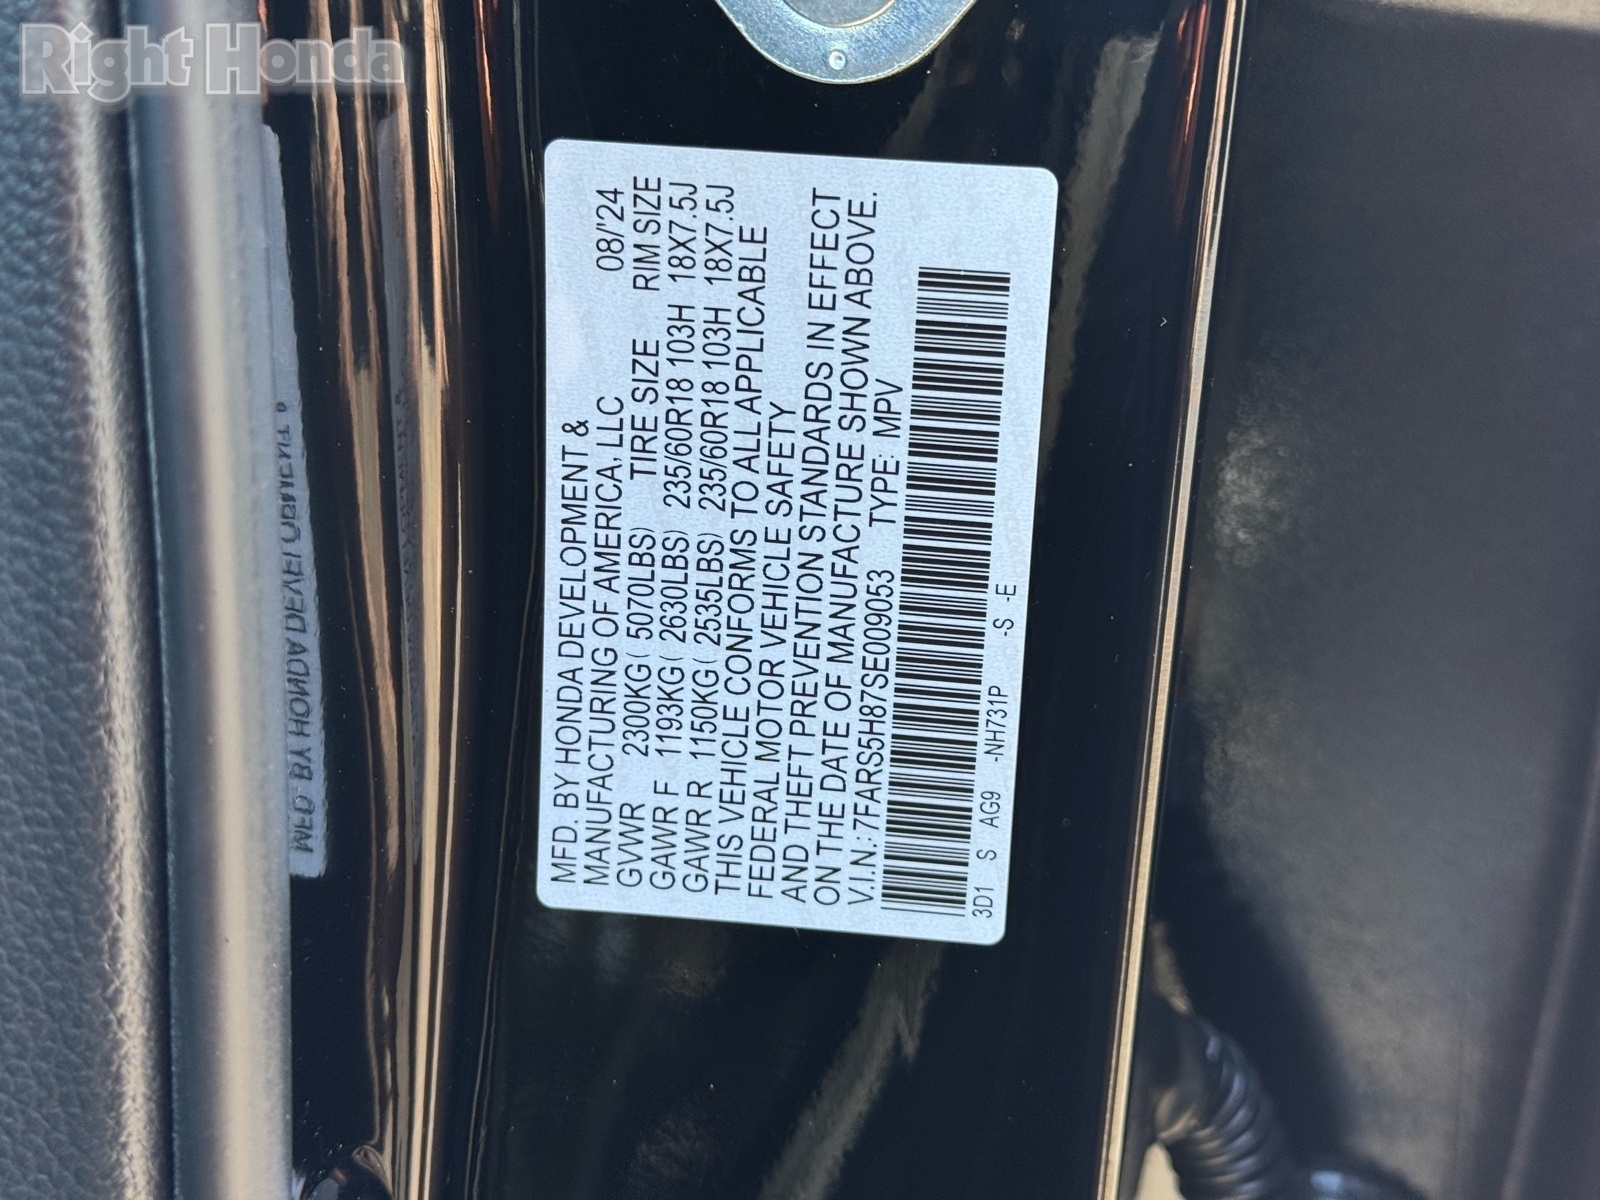 Right Honda
MFD. BY HONDA DEVELOPMENT &
MANUFACTURING OF AMERICA, LLC 08/'24
GVWR 2300KG( 5070LBS) TIRE SIZE RIM SIZE
GAWR F 1193KG( 2630LBS) 235/60R18 103H 18X7.5J
GAWR R 1150KG( 2535LBS) 235/60R18 103H 18X7.5J
THIS VEHICLE CONFORMS TO ALL APPLICABLE
FEDERAL MOTOR VEHICLE SAFETY
AND THEFT PREVENTION STANDARDS IN EFFECT
ON THE DATE OF MANUFACTURE SHOWN ABOVE.
V.I.N.: 7FARS5H87SE009053 TYPE: MPV
3D1 S AG9 -NH731P -S -E
MFD. BY HONDA DEVELOPMENT &